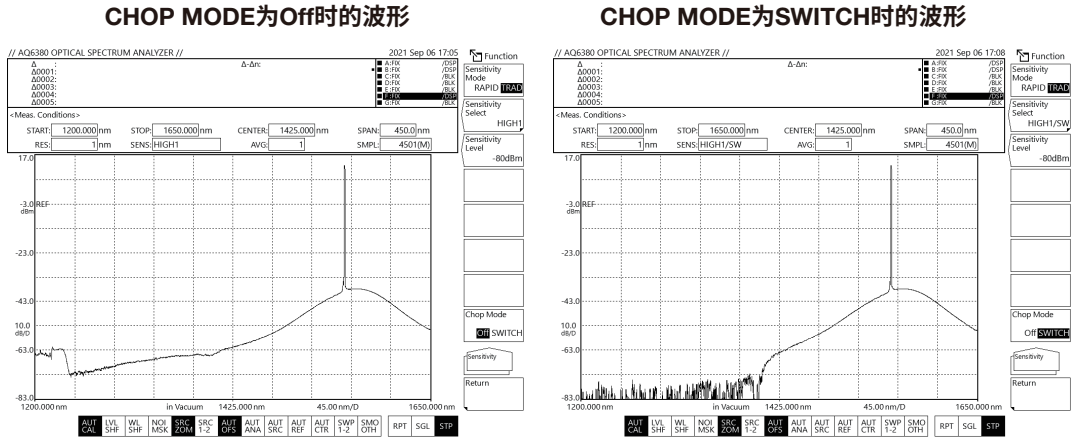 CHOP MODE为Off时的波形
// AQ6380 OPTICAL SPECTRUM ANALYZER // 2021 Sep 06 17:05
Function
Δ : Δ-Δn:
Δ0001:
Δ0002:
Δ0003:
Δ0004:
Δ0005:
A:FIX /DSP
B:FIX /DSP
C:FIX /BLK
D:FIX /BLK
E:FIX /BLK
F:FIX /DSP
G:FIX /BLK
<Meas. Conditions>
START: 1200.000 nm STOP: 1650.000 nm CENTER: 1425.000 nm SPAN: 450.0 nm
RES: 1 nm SENS: HIGH1 AVG: 1 SMPL: 4501(M)
17.0
-3.0 REF
dBm
-23.0
-43.0
10.0
dB/D
-63.0
-83.0
1200.000 nm in Vacuum 1425.000 nm 45.00 nm/D 1650.000 nm
AUT CAL
LVL SHF
WL SHF
NOI MSK
SRC ZOM
SRC 1-2
AUT OFS
AUT ANA
AUT SRC
AUT REF
AUT CTR
SWP 1-2
SMO OTH
RPT
SGL
STP
Sensitivity
Mode
RAPID TRAD
Sensitivity
Select
HIGH1
Sensitivity
Level
-80dBm
Chop Mode
Off SWITCH
Sensitivity
Return
CHOP MODE为SWITCH时的波形
// AQ6380 OPTICAL SPECTRUM ANALYZER // 2021 Sep 06 17:08
Function
Δ : Δ-Δn:
Δ0001:
Δ0002:
Δ0003:
Δ0004:
Δ0005:
A:FIX /DSP
B:FIX /DSP
C:FIX /BLK
D:FIX /BLK
E:FIX /BLK
F:FIX /DSP
G:FIX /BLK
<Meas. Conditions>
START: 1200.000 nm STOP: 1650.000 nm CENTER: 1425.000 nm SPAN: 450.0 nm
RES: 1 nm SENS: HIGH1/SW AVG: 1 SMPL: 4501(M)
17.0
-3.0 REF
dBm
-23.0
-43.0
10.0
dB/D
-63.0
-83.0
1200.000 nm in Vacuum 1425.000 nm 45.00 nm/D 1650.000 nm
AUT CAL
LVL SHF
WL SHF
NOI MSK
SRC ZOM
SRC 1-2
AUT OFS
AUT ANA
AUT SRC
AUT REF
AUT CTR
SWP 1-2
SMO OTH
RPT
SGL
STP
Sensitivity
Mode
RAPID TRAD
Sensitivity
Select
HIGH1/SW
Sensitivity
Level
-80dBm
Chop Mode
Off SWITCH
Sensitivity
Return